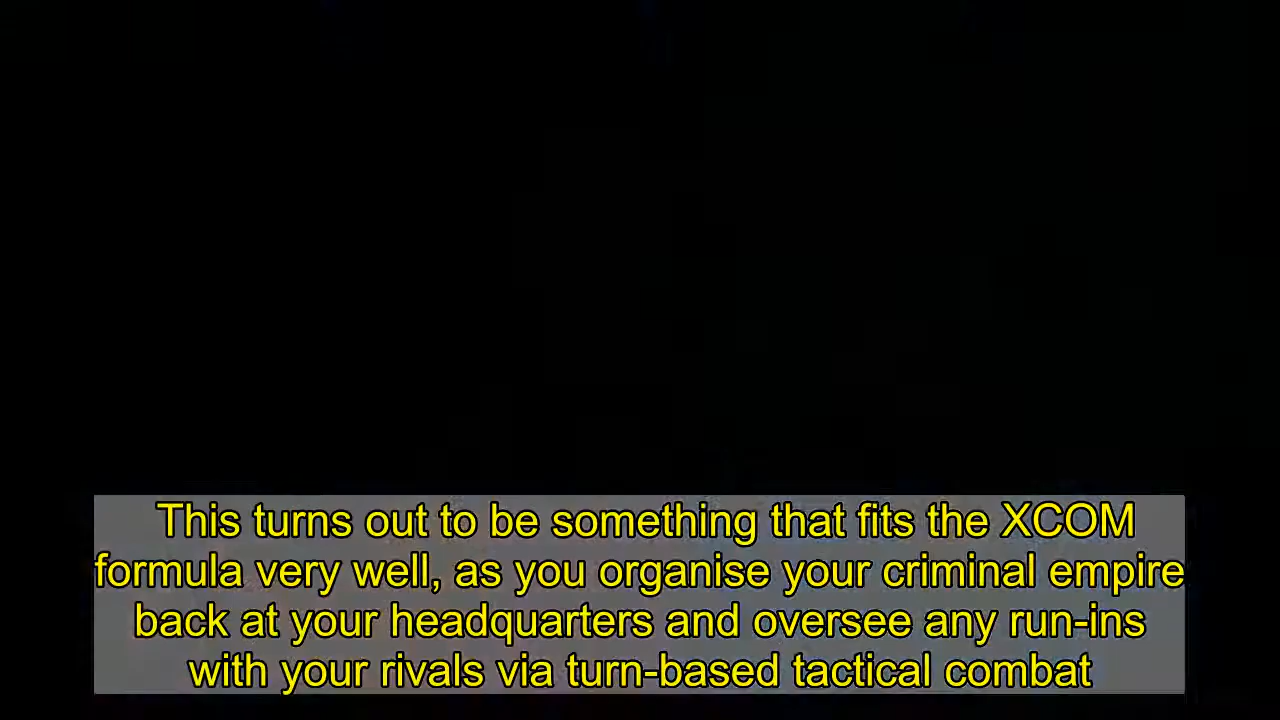 This turns out to be something that fits the XCOM
formula very well, as you organise your criminal empire
back at your headquarters and oversee any run-ins
with your rivals via turn-based tactical combat